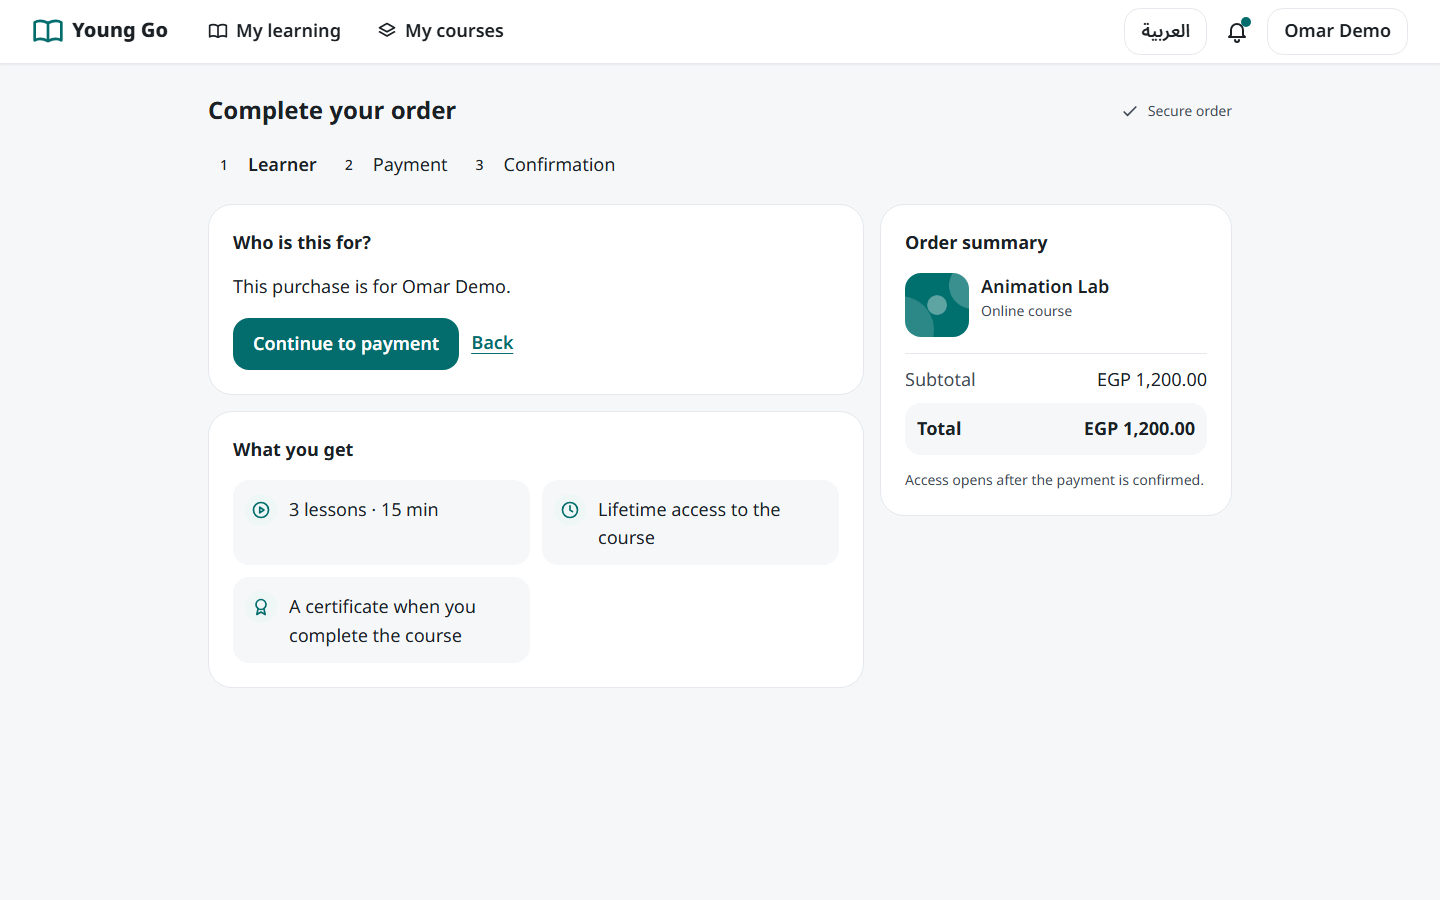 Young Go
My learning
My courses
العربية
Omar Demo
Complete your order
Secure order
1 Learner 2 Payment 3 Confirmation
Who is this for?
This purchase is for Omar Demo.
Continue to payment
Back
What you get
3 lessons · 15 min
Lifetime access to the
course
A certificate when you
complete the course
Order summary
Animation Lab
Online course
Subtotal EGP 1,200.00
Total EGP 1,200.00
Access opens after the payment is confirmed.